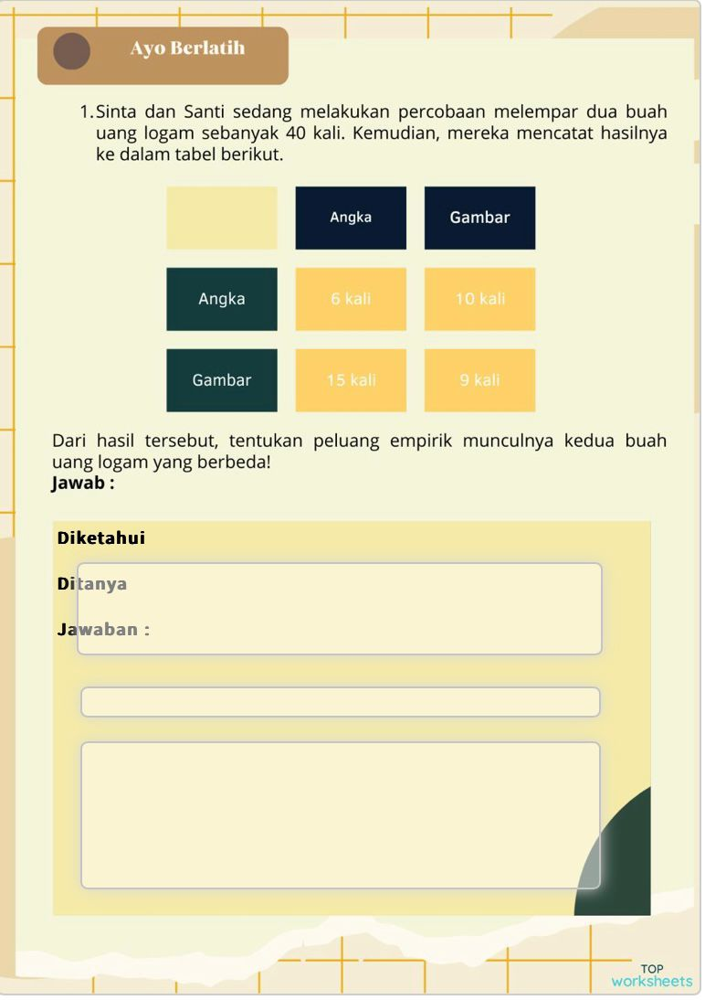 Ayo Berlatih
1.Sinta dan Santi sedang melakukan percobaan melempar dua buah
uang logam sebanyak 40 kali. Kemudian, mereka mencatat hasilnya
ke dalam tabel berikut.
Angka Gambar
Angka 6 kali 10 kali
Gambar 15 kali 9 kali
Dari hasil tersebut, tentukan peluang empirik munculnya kedua buah
uang logam yang berbeda!
Jawab :
Diketahui
Ditanya
Jawaban :
TOP
worksheets